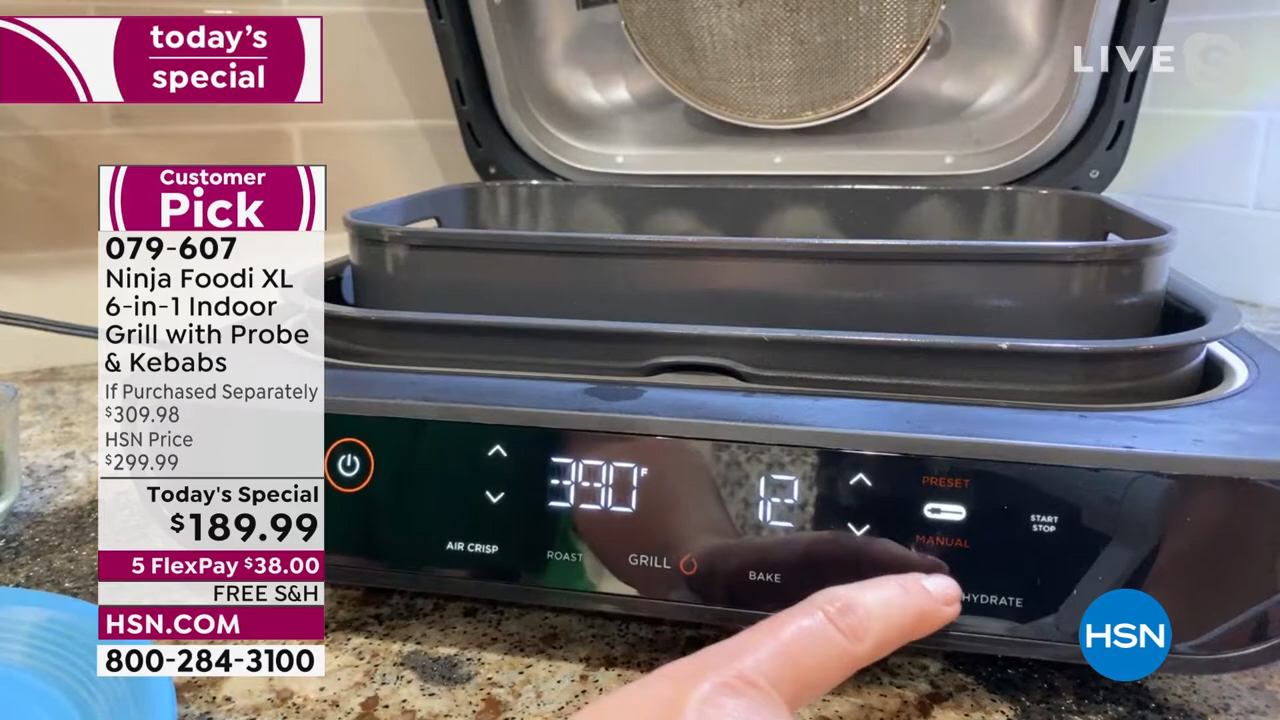 today's
special
LIVE
Customer
Pick
079-607
Ninja Foodi XL
6-in-1 Indoor
Grill with Probe
& Kebabs
If Purchased Separately
$309.98
HSN Price
$299.99
Today's Special
$189.99
5 FlexPay $38.00
FREE S&H
HSN.COM
800-284-3100
390 F
12
PRESET
MANUAL
START
STOP
AIR CRISP
ROAST
GRILL
BAKE
HYDRATE
HSN